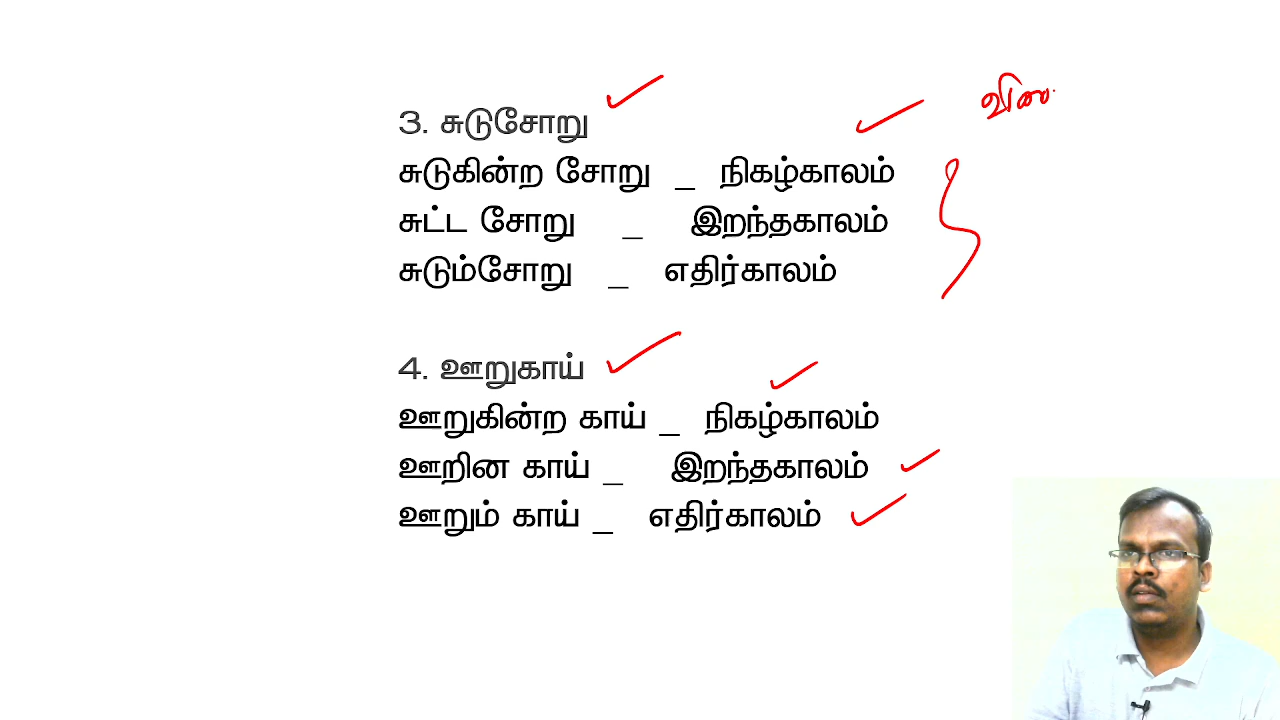 வினை
3. சுடுசோறு
சுடுகின்ற சோறு _ நிகழ்காலம்
சுட்ட சோறு _ இறந்தகாலம்
சுடும்சோறு _ எதிர்காலம்
4. ஊறுகாய்
ஊறுகின்ற காய் _ நிகழ்காலம்
ஊறின காய் _ இறந்தகாலம்
ஊறும் காய் _ எதிர்காலம்